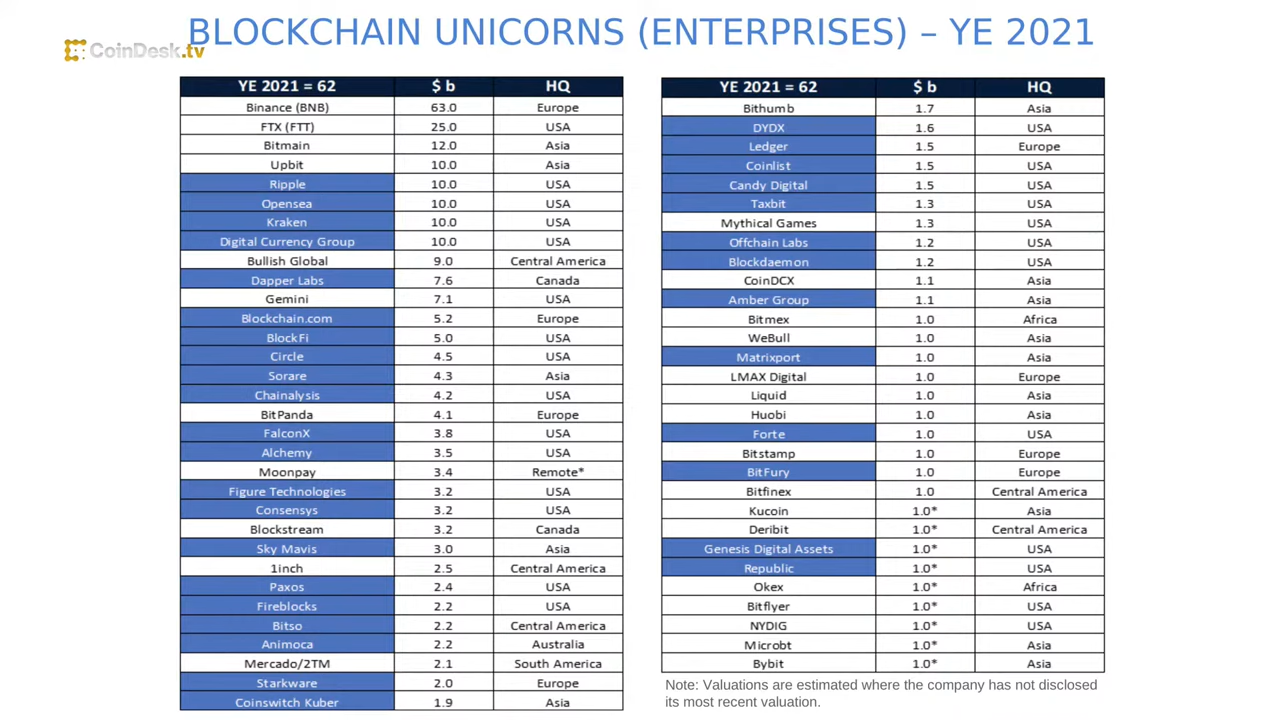 BLOCKCHAIN UNICORNS (ENTERPRISES) – YE 2021
CoinDesk.tv
YE 2021 = 62 $ b HQ
Binance (BNB) 63.0 Europe
FTX (FTT) 25.0 USA
Bitmain 12.0 Asia
Upbit 10.0 Asia
Ripple 10.0 USA
Opensea 10.0 USA
Kraken 10.0 USA
Digital Currency Group 10.0 USA
Bullish Global 9.0 Central America
Dapper Labs 7.6 Canada
Gemini 7.1 USA
Blockchain.com 5.2 Europe
BlockFi 5.0 USA
Circle 4.5 USA
Sorare 4.3 Asia
Chainalysis 4.2 USA
BitPanda 4.1 Europe
FalconX 3.8 USA
Alchemy 3.5 USA
Moonpay 3.4 Remote*
Figure Technologies 3.2 USA
Consensys 3.2 USA
Blockstream 3.2 Canada
Sky Mavis 3.0 Asia
1inch 2.5 Central America
Paxos 2.4 USA
Fireblocks 2.2 USA
Bitso 2.2 Central America
Animoca 2.2 Australia
Mercado/2TM 2.1 South America
Starkware 2.0 Europe
Coinswitch Kuber 1.9 Asia
YE 2021 = 62 $ b HQ
Bithumb 1.7 Asia
DYDX 1.6 USA
Ledger 1.5 Europe
Coinlist 1.5 USA
Candy Digital 1.5 USA
Taxbit 1.3 USA
Mythical Games 1.3 USA
Offchain Labs 1.2 USA
Blockdaemon 1.2 USA
CoinDCX 1.1 Asia
Amber Group 1.1 Asia
Bitmex 1.0 Africa
WeBull 1.0 Asia
Matrixport 1.0 Asia
LMAX Digital 1.0 Europe
Liquid 1.0 Asia
Huobi 1.0 Asia
Forte 1.0 USA
Bitstamp 1.0 Europe
BitFury 1.0 Europe
Bitfinex 1.0 Central America
Kucoin 1.0* Asia
Deribit 1.0* Central America
Genesis Digital Assets 1.0* USA
Republic 1.0* USA
Okex 1.0* Africa
Bitflyer 1.0* USA
NYDIG 1.0* USA
Microbt 1.0* Asia
Bybit 1.0* Asia
Note: Valuations are estimated where the company has not disclosed
its most recent valuation.